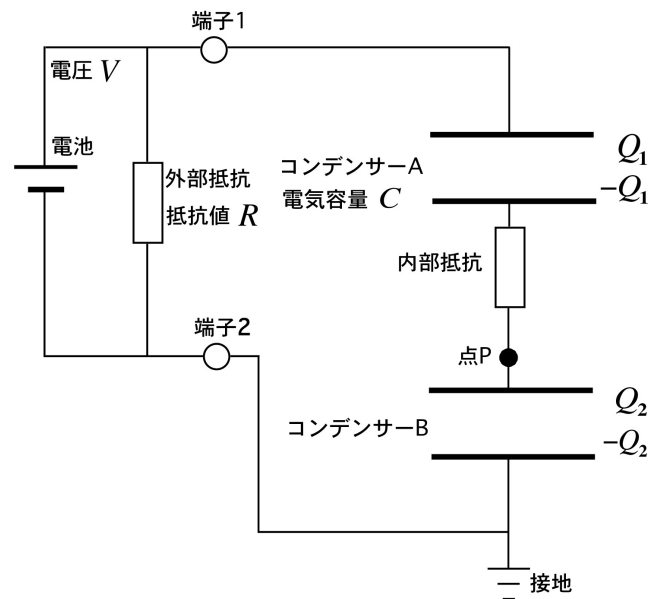 端子1
電圧 V
電池
外部抵抗
抵抗値 R
コンデンサーA
電気容量 C
Q₁
−Q₁
内部抵抗
端子2
点P
コンデンサーB
Q₂
−Q₂
接地